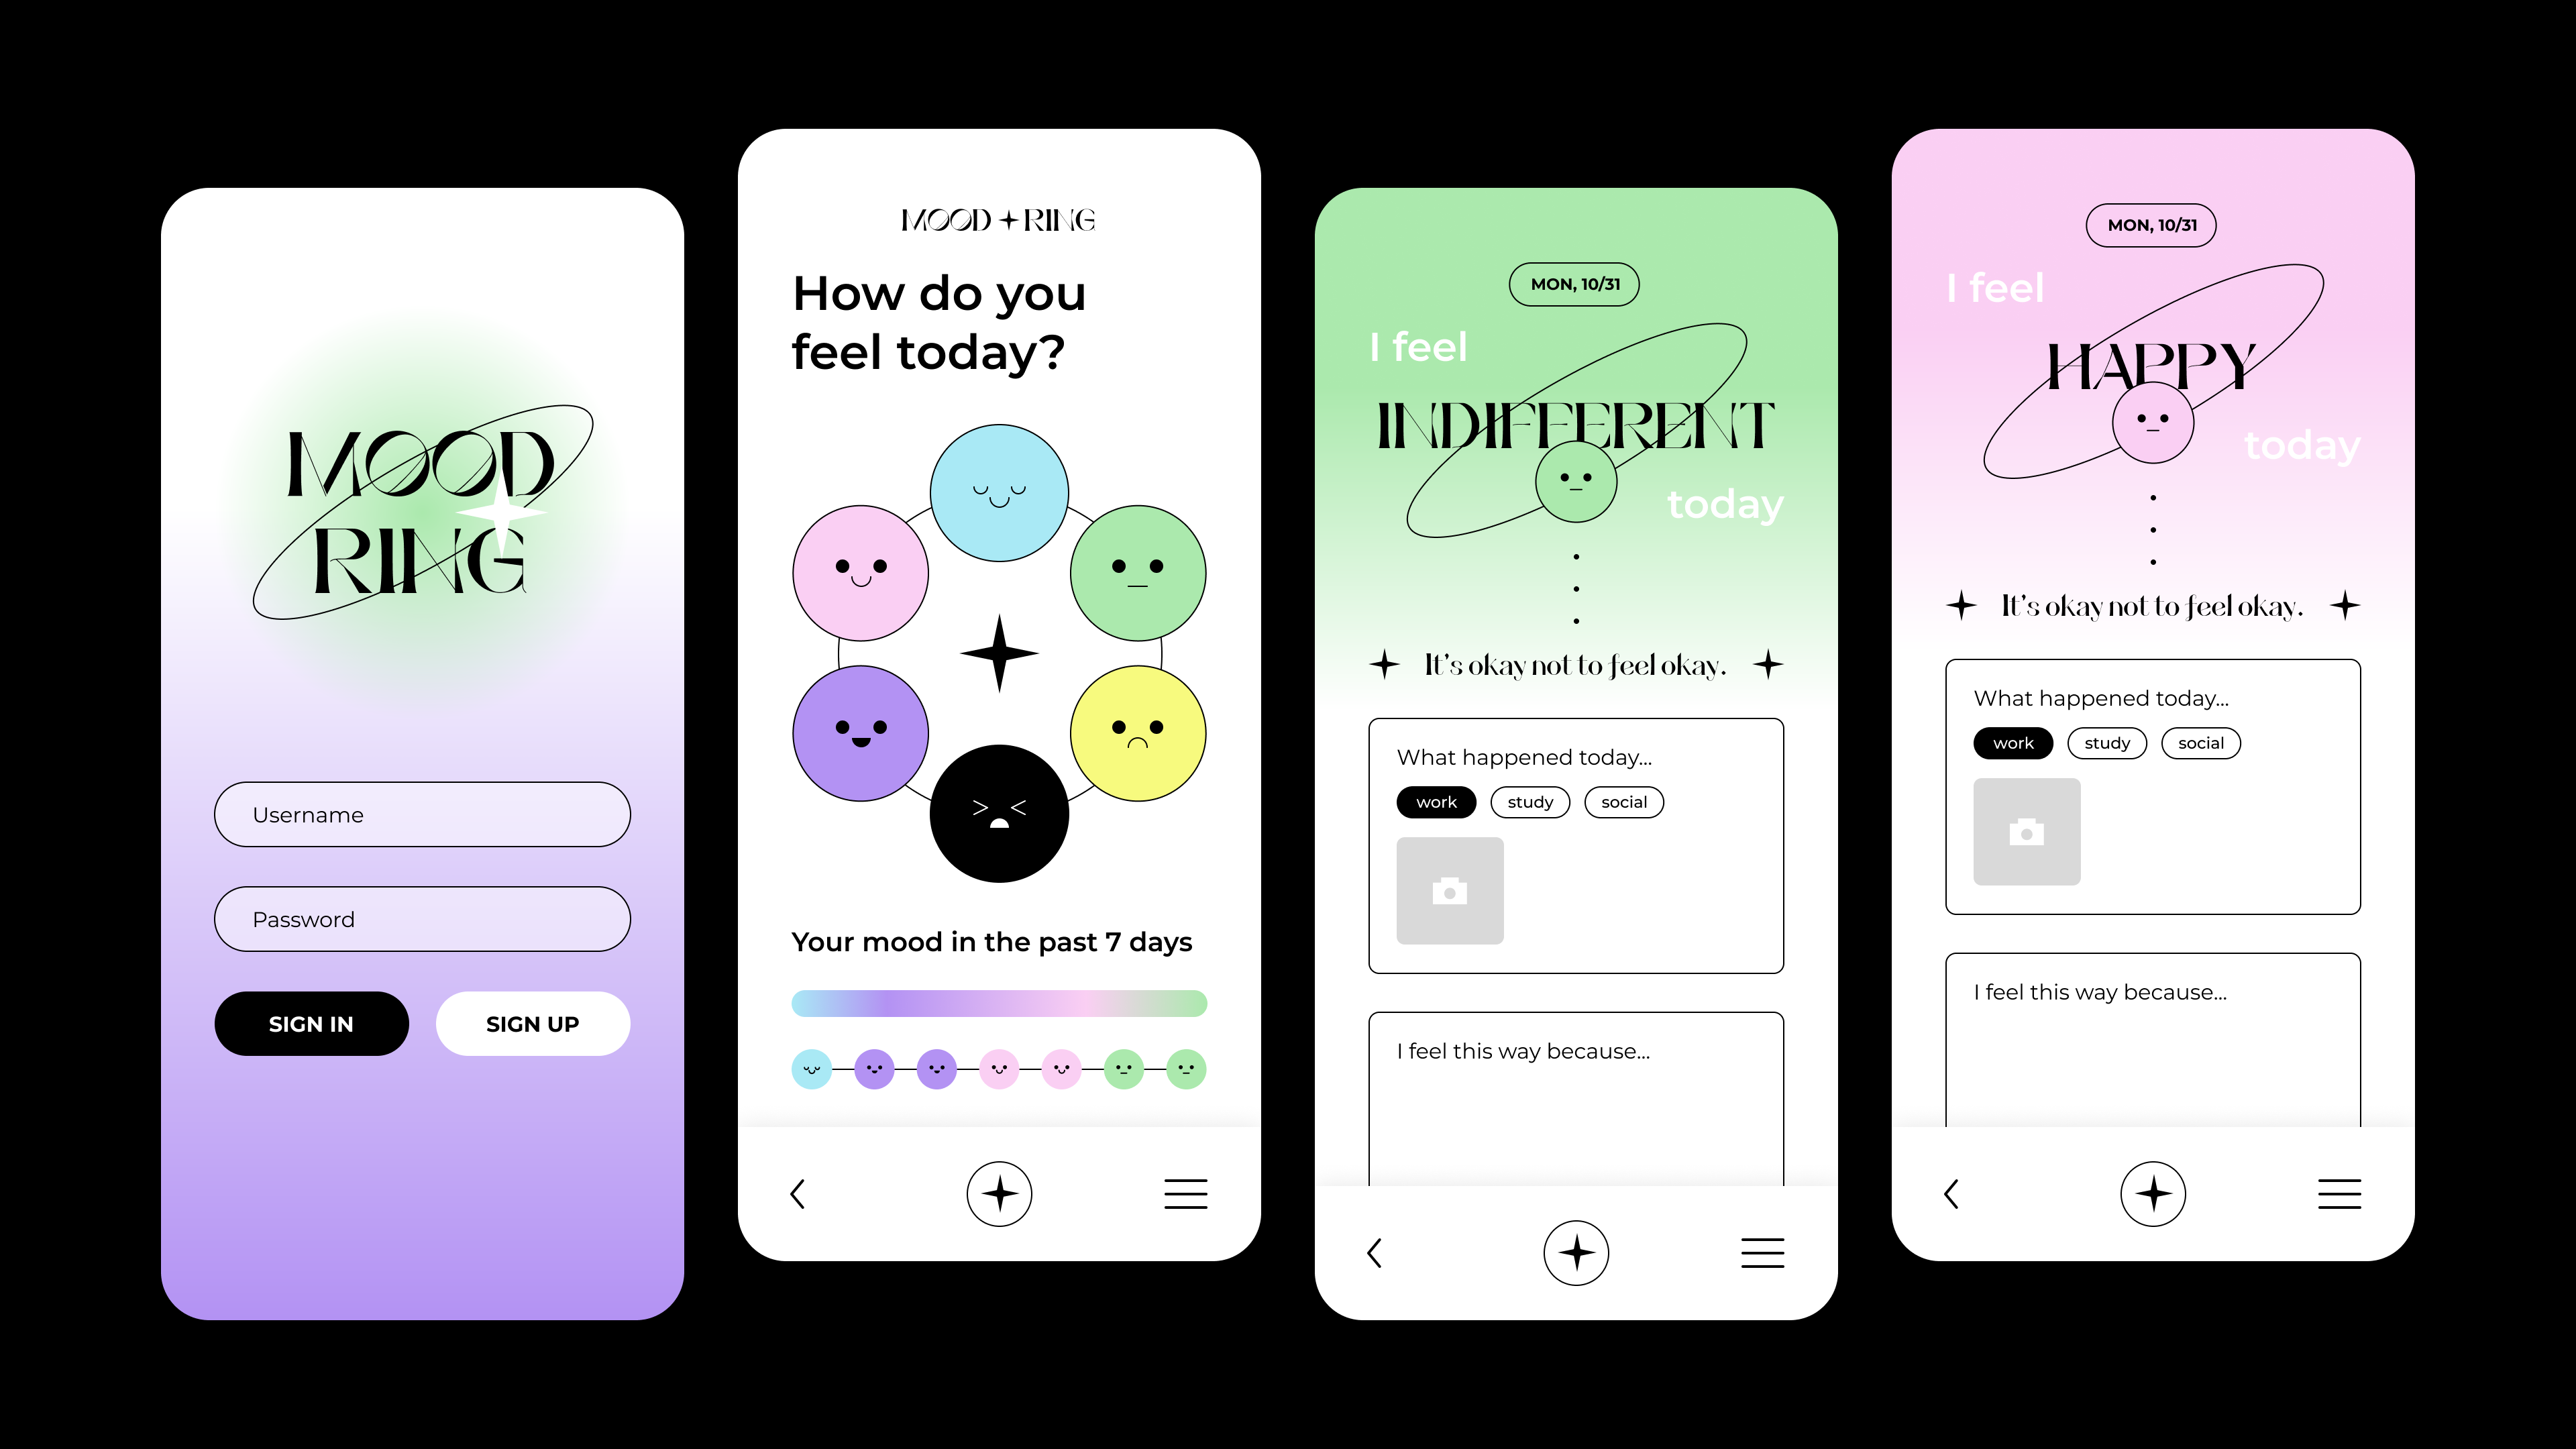 MOOD
RING
Username
Password
SIGN IN
SIGN UP
MOOD RING
How do you
feel today?
Your mood in the past 7 days
MON, 10/31
I feel
INDIFFERENT
today
It's okay not to feel okay.
What happened today...
work
study
social
I feel this way because...
MON, 10/31
I feel
HAPPY
today
It's okay not to feel okay.
What happened today...
work
study
social
I feel this way because...